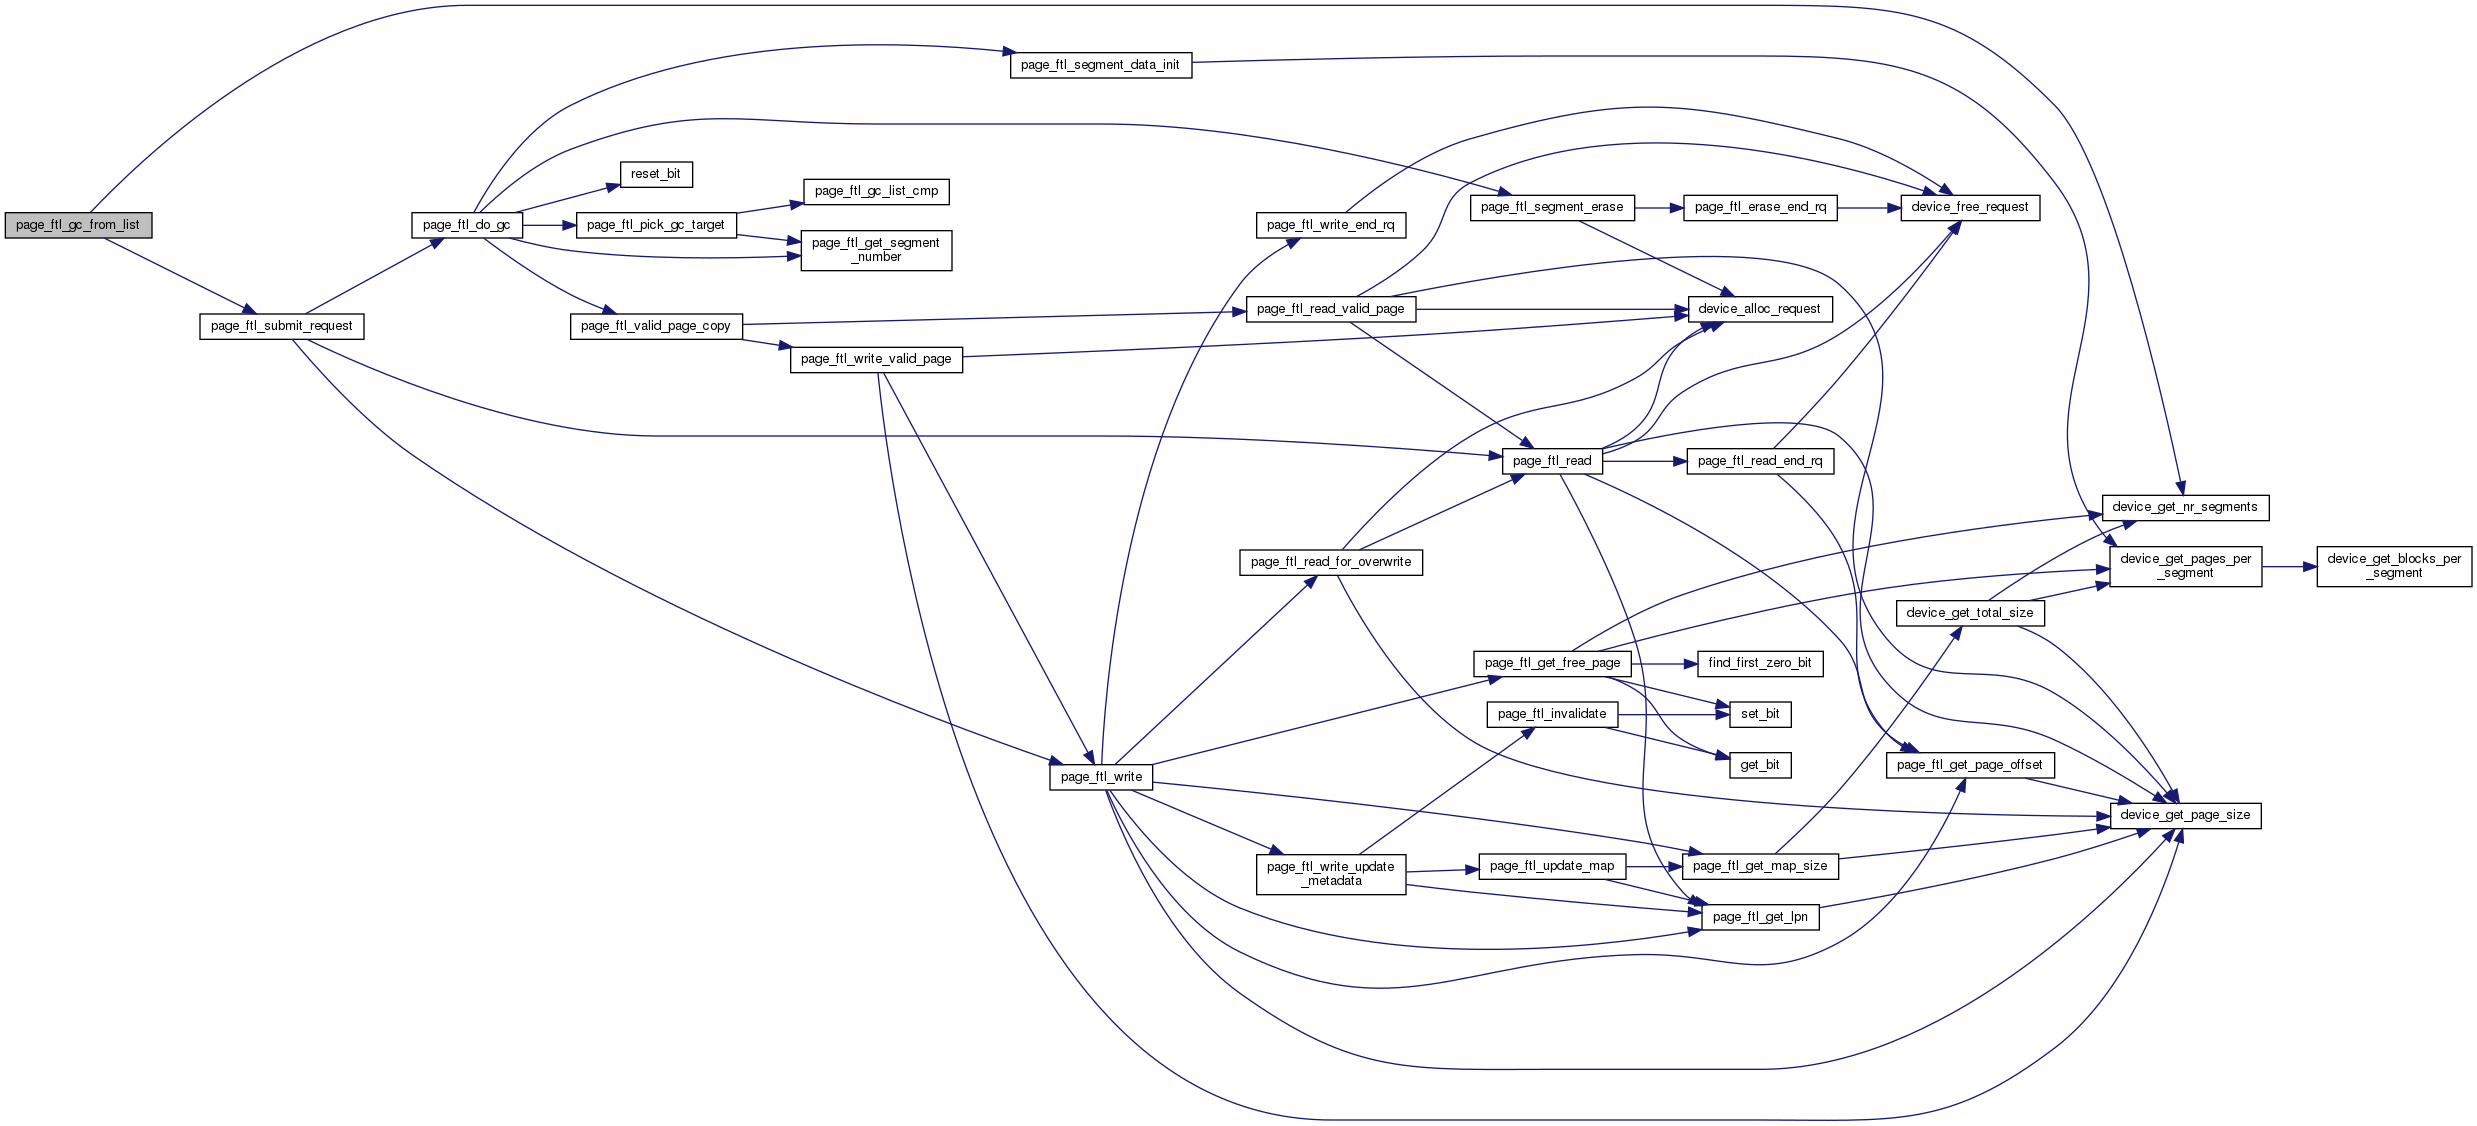 page_ftl_gc_from_list
page_ftl_submit_request
page_ftl_do_gc
reset_bit
page_ftl_pick_gc_target
page_ftl_valid_page_copy
page_ftl_gc_list_cmp
page_ftl_get_segment
_number
page_ftl_write_valid_page
page_ftl_segment_data_init
page_ftl_write
page_ftl_write_end_rq
page_ftl_read_valid_page
page_ftl_read_for_overwrite
page_ftl_write_update
_metadata
page_ftl_segment_erase
page_ftl_read
page_ftl_get_free_page
page_ftl_invalidate
page_ftl_update_map
page_ftl_erase_end_rq
device_alloc_request
page_ftl_read_end_rq
find_first_zero_bit
set_bit
get_bit
page_ftl_get_map_size
page_ftl_get_lpn
device_free_request
device_get_total_size
page_ftl_get_page_offset
device_get_nr_segments
device_get_pages_per
_segment
device_get_page_size
device_get_blocks_per
_segment